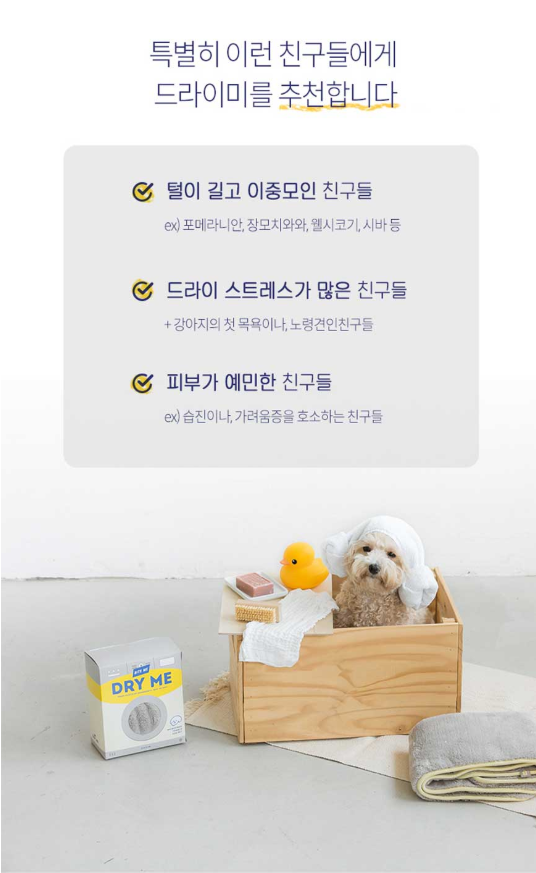 특별히 이런 친구들에게
드라이미를 추천합니다
털이 길고 이중모인 친구들
ex) 포메라니안, 장모치와와, 웰시코기, 시바 등
드라이 스트레스가 많은 친구들
+ 강아지의 첫 목욕이나, 노령견인친구들
피부가 예민한 친구들
ex) 습진이나, 가려움증을 호소하는 친구들
DRY ME
DRY ME